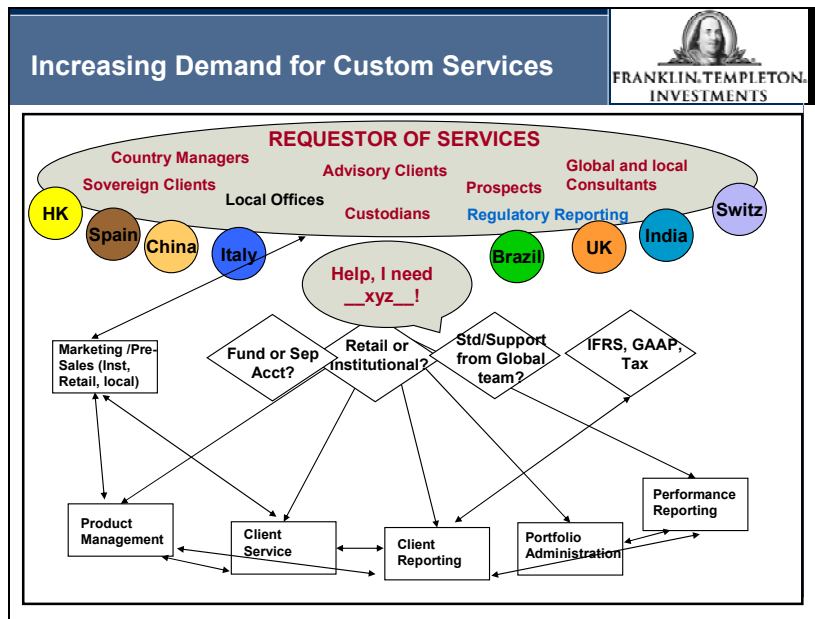 Increasing Demand for Custom Services
FRANKLIN TEMPLETON
INVESTMENTS
REQUESTOR OF SERVICES
Country Managers
Advisory Clients
Global and local
Consultants
Sovereign Clients
Prospects
Local Offices
Custodians
Regulatory Reporting
HK
Spain
China
Italy
Brazil
UK
India
Switz
Help, I need
__xyz__!
Marketing /Pre-
Sales (Inst,
Retail, local)
Fund or Sep
Acct?
Retail or
institutional?
Std/Support
from Global
team?
IFRS, GAAP,
Tax
Product
Management
Client
Service
Client
Reporting
Portfolio
Administration
Performance
Reporting